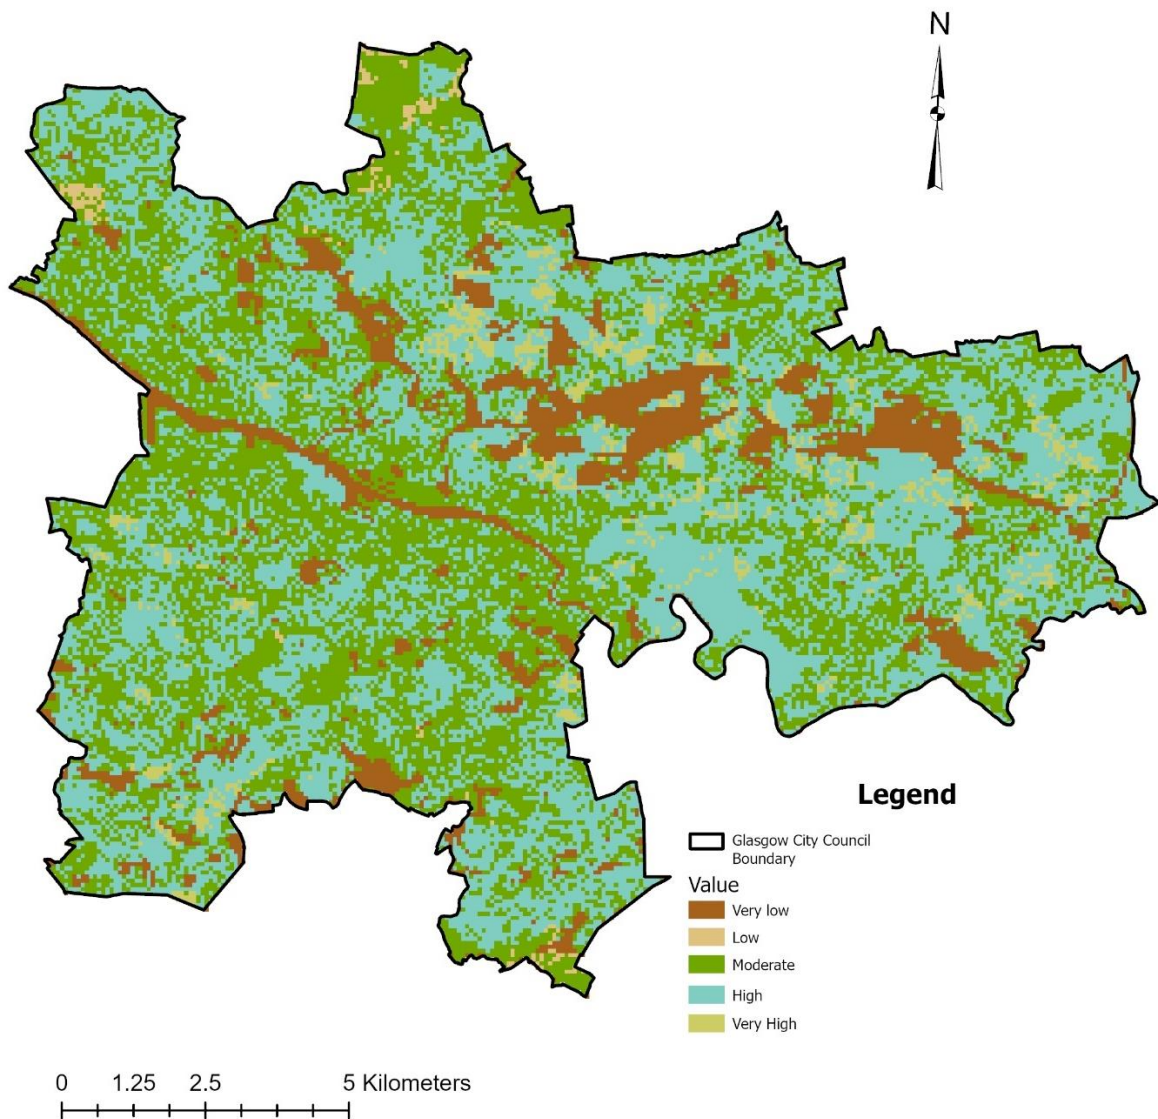 N
Legend
Glasgow City Council
Boundary
Value
Very low
Low
Moderate
High
Very High
0 1.25 2.5 5 Kilometers